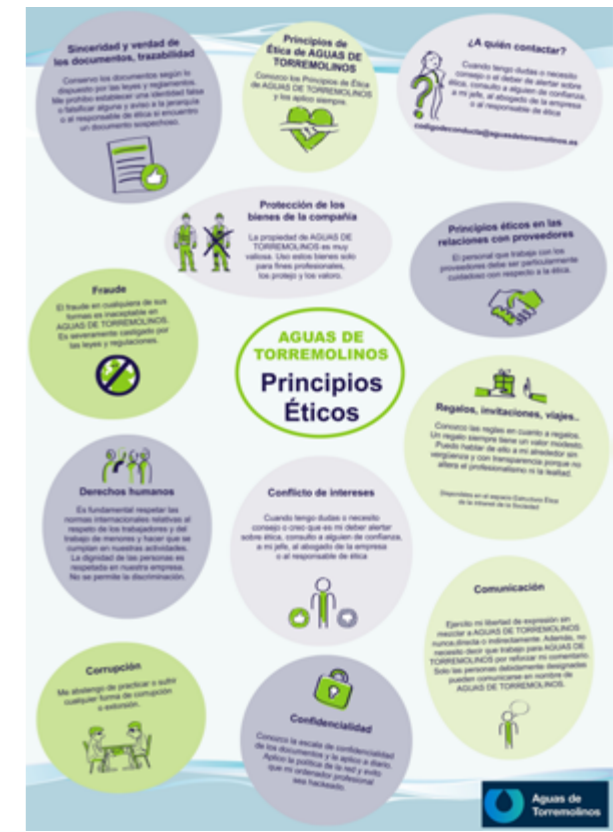 Sinceridad y verdad de
los documentos, trazabilidad
Conservo los documentos según lo
dispuesto por las leyes y reglamentos.
Me prohíbo establecer una identidad falsa
o falsificar alguna y aviso a la jerarquía
o al responsable de ética si encuentro
un documento sospechoso.
Principios de
Ética de AGUAS DE
TORREMOLINOS
Conozco los Principios de Ética
de AGUAS DE TORREMOLINOS
y los aplico siempre.
¿A quién contactar?
Cuando tengo dudas o necesito
consejo o el deber de alertar sobre
ética, consulto a alguien de confianza,
a mi jefe, al abogado de la empresa
o al responsable de ética
codigodeconducta@aguasdetorremolinos.es
Protección de los
bienes de la compañía
La propiedad de AGUAS DE
TORREMOLINOS es muy
valiosa. Uso estos bienes solo
para fines profesionales,
los protejo y los valoro.
Principios éticos en las
relaciones con proveedores
El personal que trabaja con los
proveedores debe ser particularmente
cuidadoso con respecto a la ética.
Fraude
El fraude en cualquiera de sus
formas es inaceptable en
AGUAS DE TORREMOLINOS.
Es severamente castigado por
las leyes y regulaciones.
AGUAS DE
TORREMOLINOS
Principios
Éticos
Regalos, invitaciones, viajes..
Conozco las reglas en cuanto a regalos.
Un regalo siempre tiene un valor modesto.
Puedo hablar de ello a mi alrededor sin
vergüenza y con transparencia porque no
altera el profesionalismo ni la lealtad.
Disponibles en el espacio Estructura Ética
de la intranet de la Sociedad
Derechos humanos
Es fundamental respetar las
normas internacionales relativas al
respeto de los trabajadores y del
trabajo de menores y hacer que se
cumplan en nuestras actividades.
La dignidad de las personas es
respetada en nuestra empresa.
No se permite la discriminación.
Conflicto de intereses
Cuando tengo dudas o necesito
consejo o creo que es mi deber alertar
sobre ética, consulto a alguien de confianza,
a mi jefe, al abogado de la empresa
o al responsable de ética
Comunicación
Ejercito mi libertad de expresión sin
mezclar a AGUAS DE TORREMOLINOS
nunca,directa o indirectamente. Además, no
necesito decir que trabajo para AGUAS DE
TORREMOLINOS por reforzar mi comentario.
Solo las personas debidamente designadas
pueden comunicarse en nombre de
AGUAS DE TORREMOLINOS.
Corrupción
Me abstengo de practicar o sufrir
cualquier forma de corrupción
o extorsión.
Confidencialidad
Conozco la escala de confidencialidad
de los documentos y la aplico a diario.
Aplico la política de la red y evito
que mi ordenador profesional
sea hackeado.
Aguas de
Torremolinos